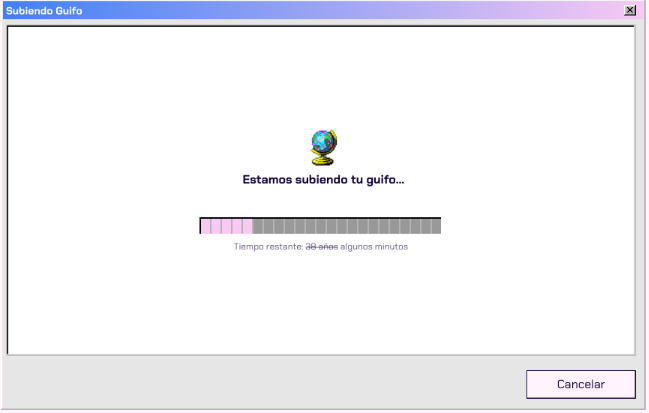 Subiendo Guifo
Estamos subiendo tu guifo...
Tiempo restante: 38 años algunos minutos
Cancelar